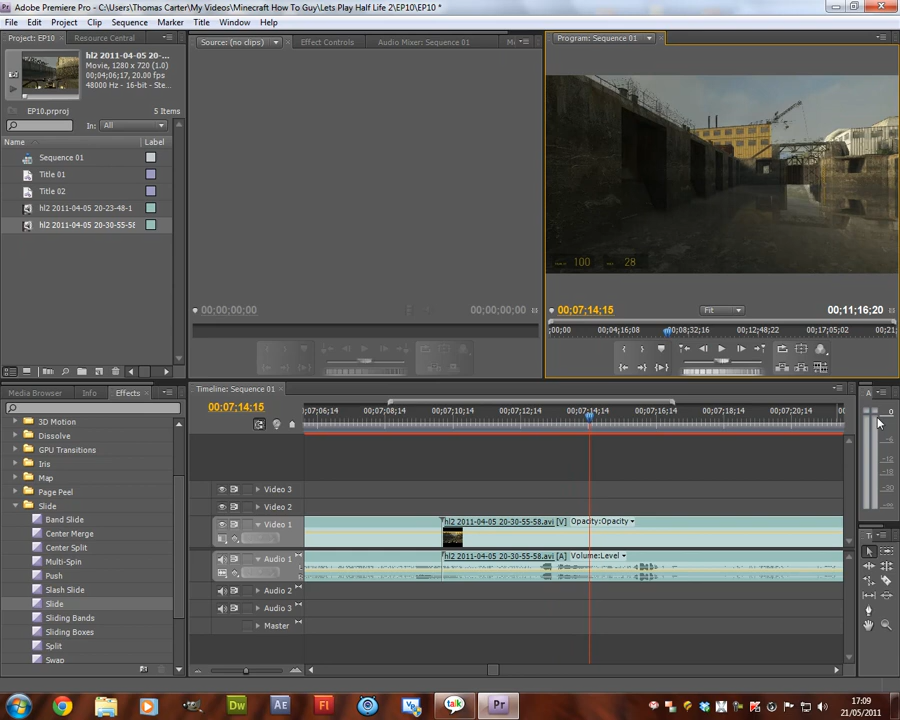 Adobe Premiere Pro - C:\Users\Thomas Carter\My Videos\Minecraft How To Guy\Lets Play Half Life 2\EP10\EP10 *
File Edit Project Clip Sequence Marker Title Window Help
Project: EP10 Resource Central
hl2 2011-04-05 20-...
Movie, 1280 x 720 (1.0)
00;04;06;17, 20.00 fps
48000 Hz - 16-bit - Ste...
EP10.prproj 5 Items
In: All
Name Label
Sequence 01
Title 01
Title 02
hl2 2011-04-05 20-23-48-1
hl2 2011-04-05 20-30-55-58
Source: (no clips) Effect Controls Audio Mixer: Sequence 01
00;00;00;00 00;00;00;00
Program: Sequence 01
100 28
00;07;14;15 Fit 00;11;16;20
;00;00 00;04;16;08 00;08;32;16 00;12;48;22 00;17;05;02 00;21;
Media Browser Info Effects
3D Motion
Dissolve
GPU Transitions
Iris
Map
Page Peel
Slide
Band Slide
Center Merge
Center Split
Multi-Spin
Push
Slash Slide
Slide
Sliding Bands
Sliding Boxes
Split
Swap
Timeline: Sequence 01
00;07;14;15
;07;06;14 00;07;08;14 00;07;10;14 00;07;12;14 00;07;14;14 00;07;16;14 00;07;18;14 00;07;20;14
Video 3
Video 2
Video 1
hl2 2011-04-05 20-30-55-58.avi [V] Opacity:Opacity
Audio 1
hl2 2011-04-05 20-30-55-58.avi [A] Volume:Level
Audio 2
Audio 3
Master
0
-6
-12
-18
-30
Dw Ae Fl talk Pr
17:09
21/05/2011